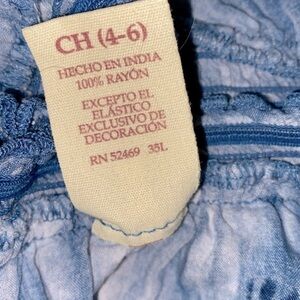 CH (4-6)
HECHO EN INDIA
100% RAYÓN
EXCEPTO EL
ELÁSTICO
EXCLUSIVO DE
DECORACIÓN
RN 52469 35L